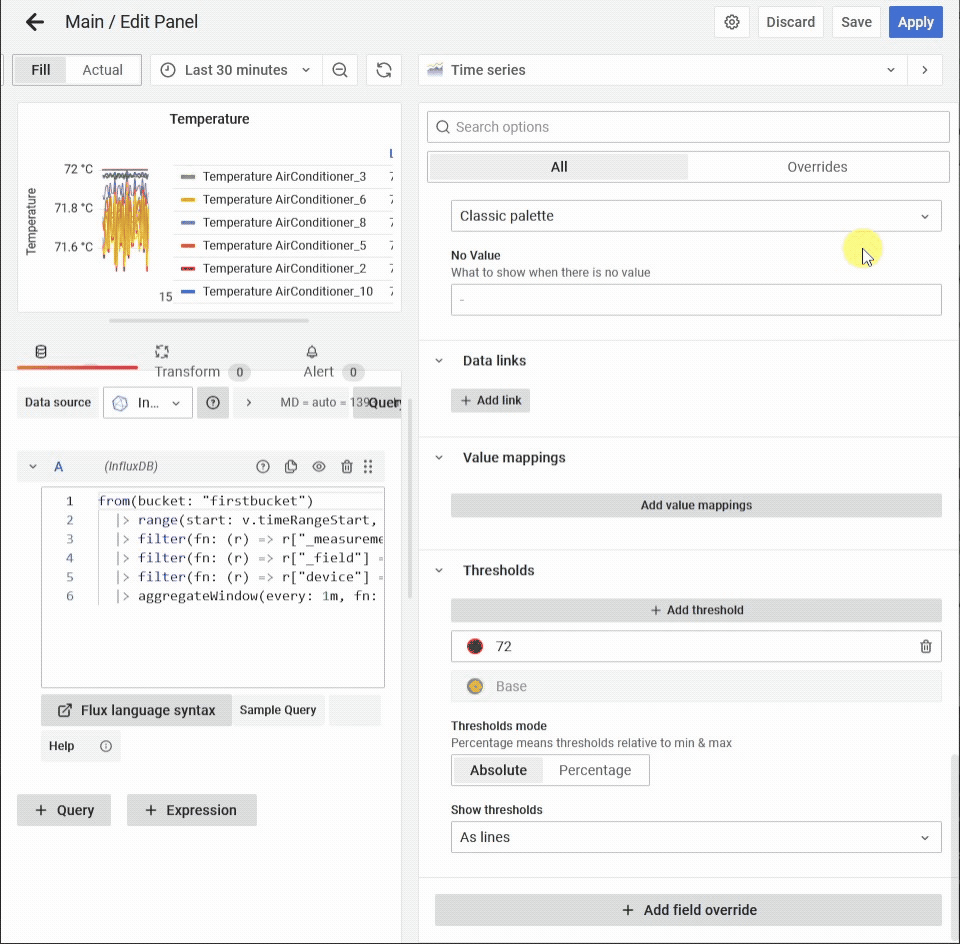 Main / Edit Panel
Discard
Save
Apply
Fill
Actual
Last 30 minutes
Time series
Temperature
Temperature
72 °C
71.8 °C
71.6 °C
15
Temperature AirConditioner_3
Temperature AirConditioner_6
Temperature AirConditioner_8
Temperature AirConditioner_5
Temperature AirConditioner_2
Temperature AirConditioner_10
Transform 0
Alert 0
Data source
In...
MD = auto = 139
Query
A
(InfluxDB)
1 from(bucket: "firstbucket")
2 |> range(start: v.timeRangeStart,
3 |> filter(fn: (r) => r["_measureme
4 |> filter(fn: (r) => r["_field"] =
5 |> filter(fn: (r) => r["device"] =
6 |> aggregateWindow(every: 1m, fn:
Flux language syntax
Sample Query
Help
+ Query
+ Expression
Search options
All
Overrides
Classic palette
No Value
What to show when there is no value
-
Data links
+ Add link
Value mappings
Add value mappings
Thresholds
+ Add threshold
72
Base
Thresholds mode
Percentage means thresholds relative to min & max
Absolute
Percentage
Show thresholds
As lines
+ Add field override